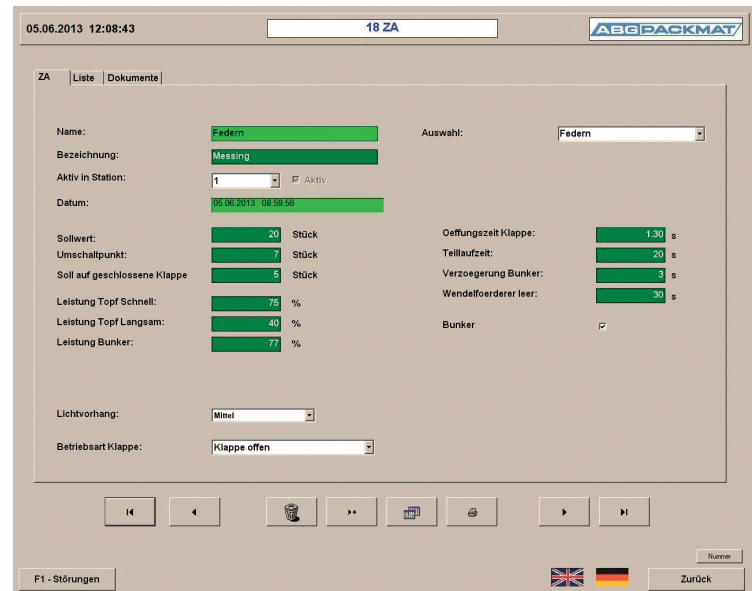 05.06.2013 12:08:43
18 ZA
ABG PACKMAT
ZA Liste Dokumente
Name: Federn
Auswahl: Federn
Bezeichnung: Messing
Aktiv in Station: 1 Aktiv
Datum: 05.06.2013 08:59:56
Sollwert: 20 Stück
Umschaltpunkt: 7 Stück
Soll auf geschlossene Klappe 5 Stück
Leistung Topf Schnell: 75 %
Leistung Topf Langsam: 40 %
Leistung Bunker: 77 %
Oeffungszeit Klappe: 1.30 s
Teillaufzeit: 20 s
Verzoegerung Bunker: 3 s
Wendelfoerderer leer: 30 s
Bunker
Lichtvorhang: Mittel
Betriebsart Klappe: Klappe offen
Nummer
F1 - Störungen
Zurück